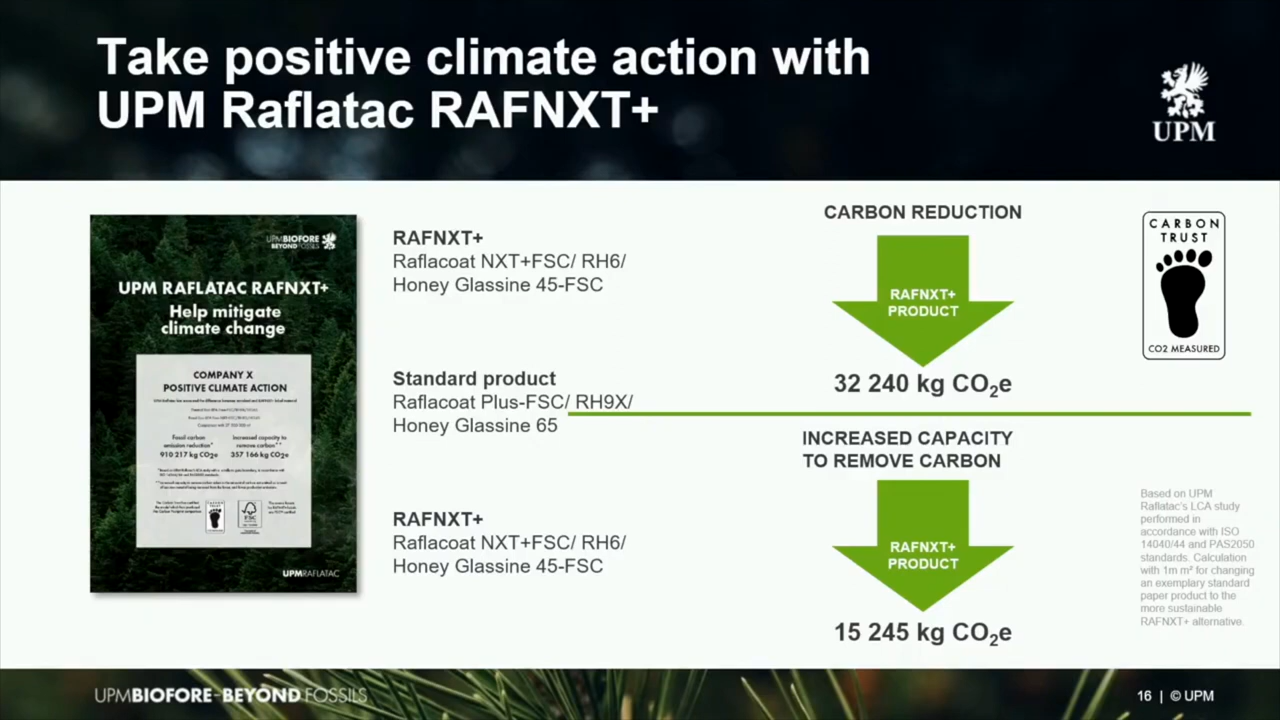 Take positive climate action with
UPM Raflatac RAFNXT+
UPM
UPMBIOFORE
BEYOND FOSSILS
UPM RAFLATAC RAFNXT+
Help mitigate
climate change
COMPANY X
POSITIVE CLIMATE ACTION
Fossil carbon
emission reduction*
910 217 kg CO2e
Increased capacity to
remove carbon**
357 166 kg CO2e
UPMRAFLATAC
RAFNXT+
Raflacoat NXT+FSC/ RH6/
Honey Glassine 45-FSC
Standard product
Raflacoat Plus-FSC/ RH9X/
Honey Glassine 65
RAFNXT+
Raflacoat NXT+FSC/ RH6/
Honey Glassine 45-FSC
CARBON REDUCTION
RAFNXT+
PRODUCT
32 240 kg CO₂e
INCREASED CAPACITY
TO REMOVE CARBON
RAFNXT+
PRODUCT
15 245 kg CO₂e
CARBON
TRUST
CO2 MEASURED
Based on UPM
Raflatac's LCA study
performed in
accordance with ISO
14040/44 and PAS2050
standards. Calculation
with 1m m² for changing
an exemplary standard
paper product to the
more sustainable
RAFNXT+ alternative.
UPMBIOFORE-BEYOND FOSSILS
16 | © UPM